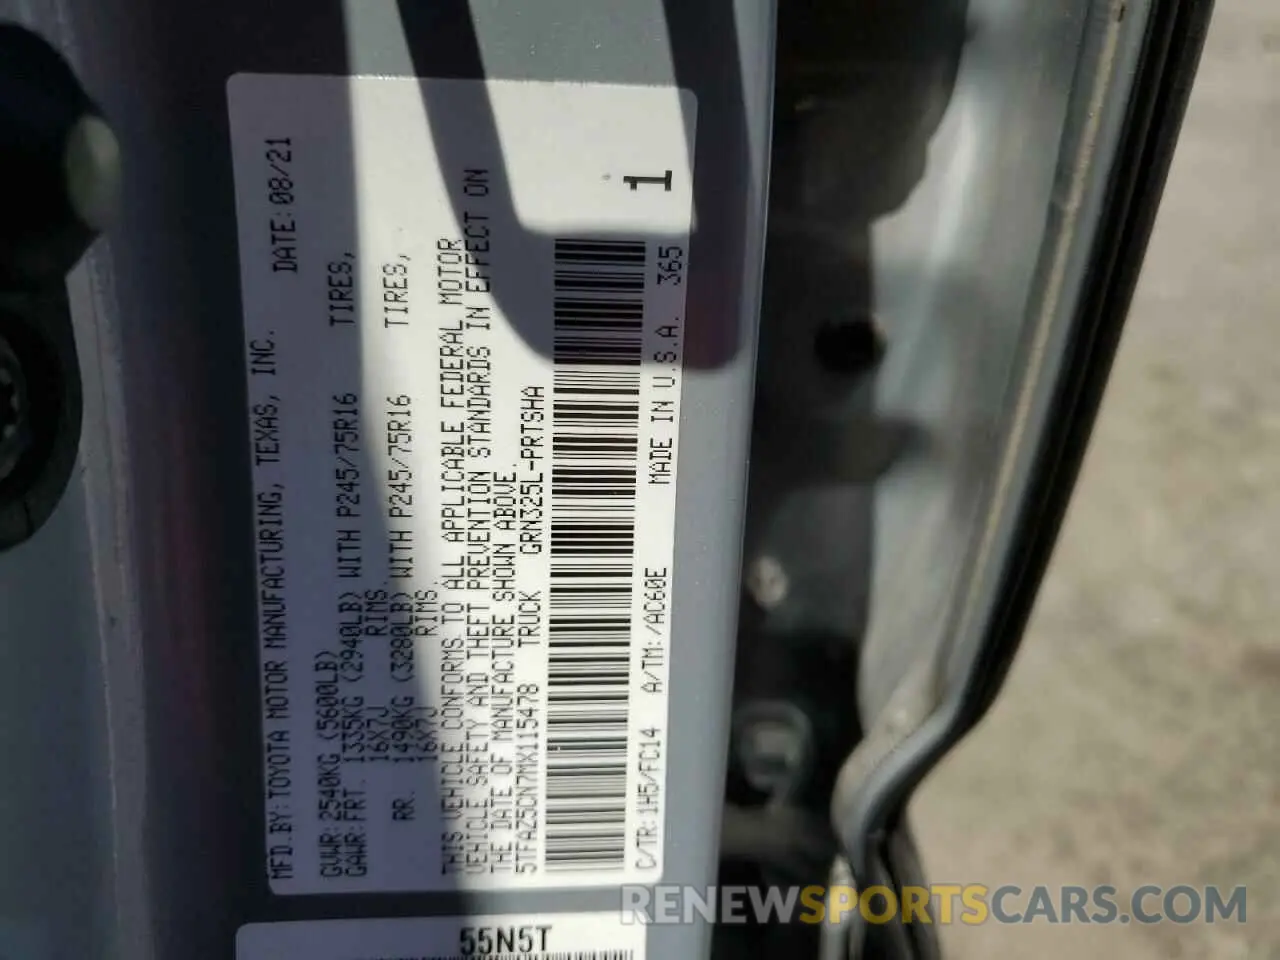 MFD.BY:TOYOTA MOTOR MANUFACTURING, TEXAS, INC. DATE:08/21
GVWR:2540KG (5600LB)
GAWR:FRT. 1335KG (2940LB) WITH P245/75R16 TIRES,
16X7J RIMS.
RR. 1490KG (3280LB) WITH P245/75R16 TIRES,
16X7J RIMS.
THIS VEHICLE CONFORMS TO ALL APPLICABLE FEDERAL MOTOR
VEHICLE SAFETY AND THEFT PREVENTION STANDARDS IN EFFECT ON
THE DATE OF MANUFACTURE SHOWN ABOVE.
5TFAZ5CN7MX115478 TRUCK GRN325L-PRTSHA
1
C/TR:1H5/FC14 A/TM:/AC60E MADE IN U.S.A. 365
55N5T
RENEWSPORTSCARS.COM